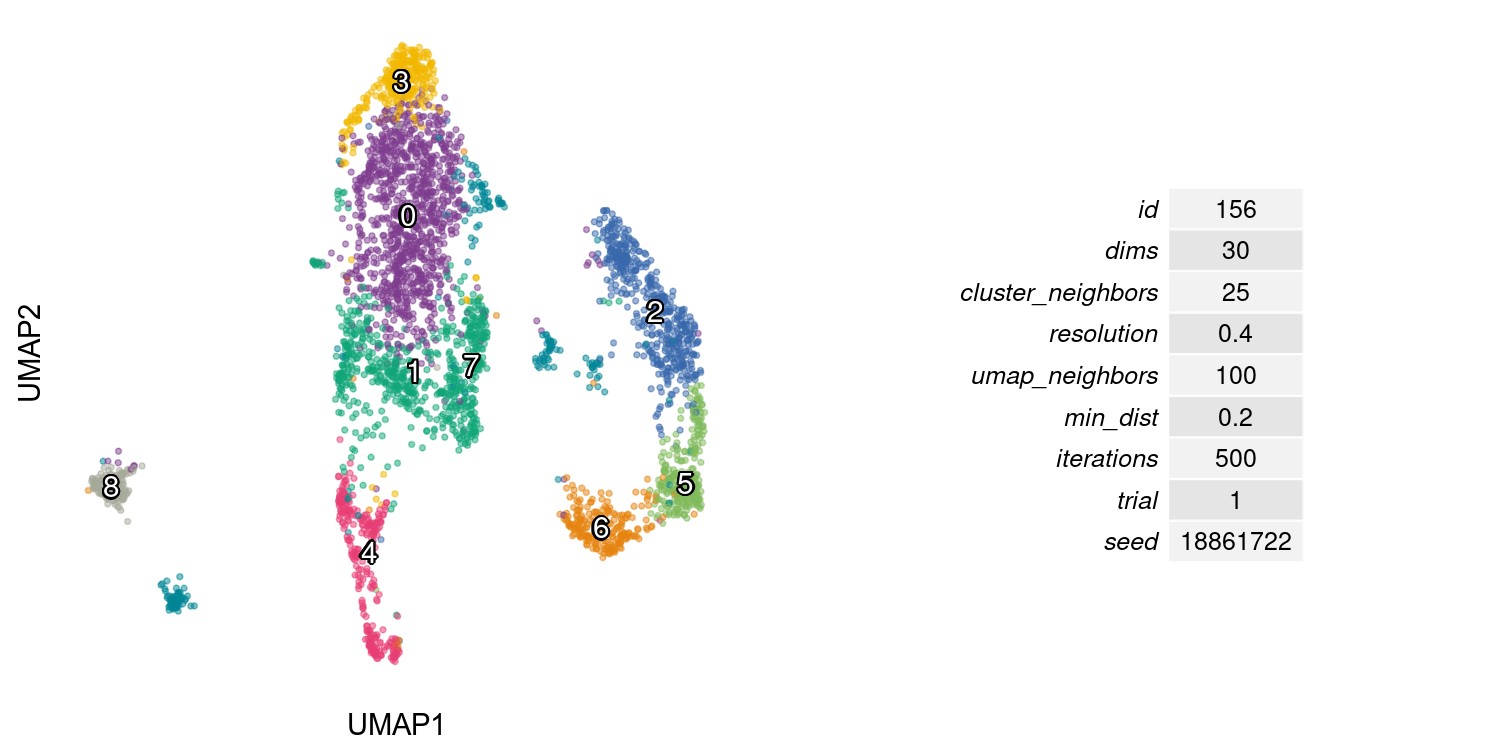 3
0
2
1
7
5
8
6
4
UMAP1
UMAP2
id 156
dims 30
cluster_neighbors 25
resolution 0.4
umap_neighbors 100
min_dist 0.2
iterations 500
trial 1
seed 18861722